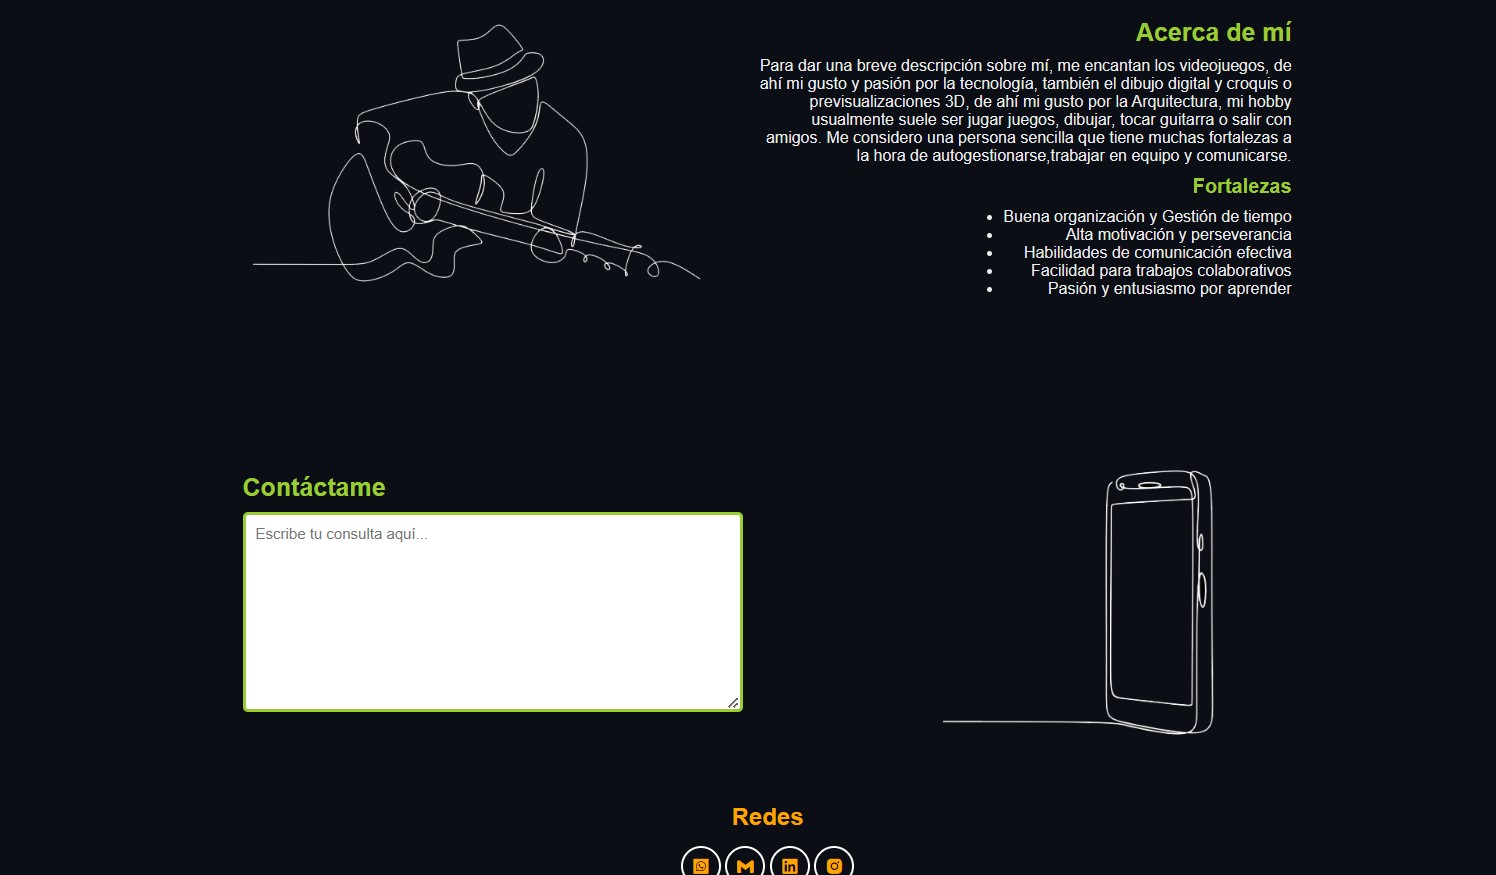 Acerca de mí
Para dar una breve descripción sobre mí, me encantan los videojuegos, de
ahí mi gusto y pasión por la tecnología, también el dibujo digital y croquis o
previsualizaciones 3D, de ahí mi gusto por la Arquitectura, mi hobby
usualmente suele ser jugar juegos, dibujar, tocar guitarra o salir con
amigos. Me considero una persona sencilla que tiene muchas fortalezas a
la hora de autogestionarse,trabajar en equipo y comunicarse.
Fortalezas
• Buena organización y Gestión de tiempo
• Alta motivación y perseverancia
• Habilidades de comunicación efectiva
• Facilidad para trabajos colaborativos
• Pasión y entusiasmo por aprender
Contáctame
Escribe tu consulta aquí...
Redes